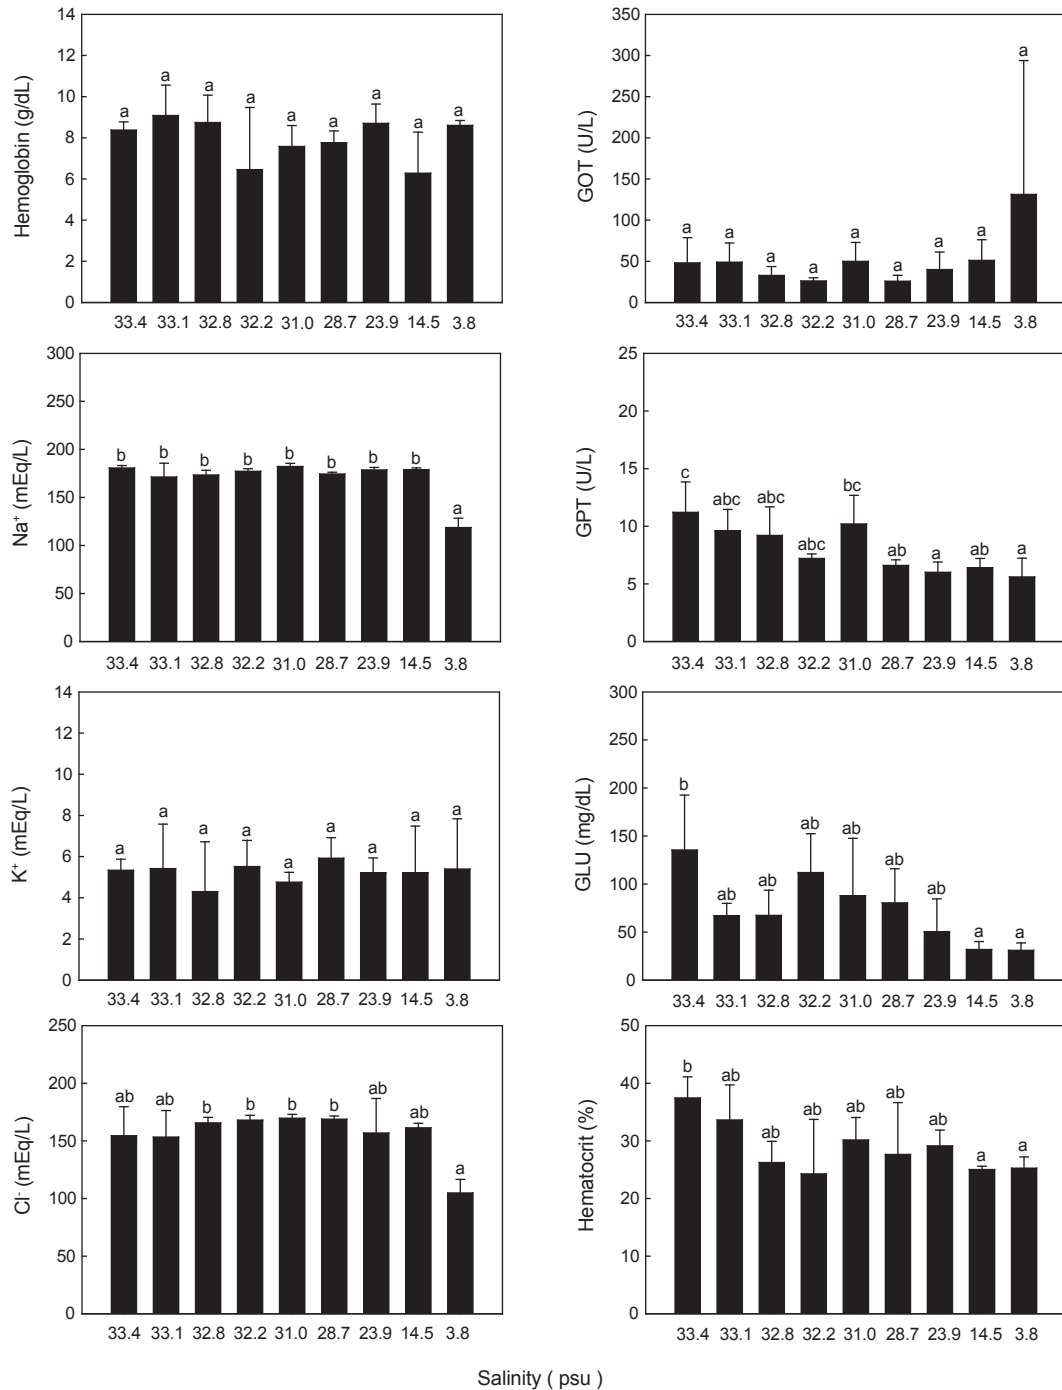 Hemoglobin (g/dL)
14
12
10
8
6
4
2
0
a a a a a a a a a
33.4 33.1 32.8 32.2 31.0 28.7 23.9 14.5 3.8
GOT (U/L)
350
300
250
200
150
100
50
0
a a a a a a a a a
33.4 33.1 32.8 32.2 31.0 28.7 23.9 14.5 3.8
Na⁺ (mEq/L)
300
250
200
150
100
50
0
b b b b b b b b a
33.4 33.1 32.8 32.2 31.0 28.7 23.9 14.5 3.8
GPT (U/L)
25
20
15
10
5
0
c abc abc abc bc ab a ab a
33.4 33.1 32.8 32.2 31.0 28.7 23.9 14.5 3.8
K⁺ (mEq/L)
14
12
10
8
6
4
2
0
a a a a a a a a a
33.4 33.1 32.8 32.2 31.0 28.7 23.9 14.5 3.8
GLU (mg/dL)
300
250
200
150
100
50
0
b ab ab ab ab ab ab a a
33.4 33.1 32.8 32.2 31.0 28.7 23.9 14.5 3.8
Cl⁻ (mEq/L)
250
200
150
100
50
0
ab ab b b b b ab ab a
33.4 33.1 32.8 32.2 31.0 28.7 23.9 14.5 3.8
Hematocrit (%)
50
40
30
20
10
0
b ab ab ab ab ab ab a a
33.4 33.1 32.8 32.2 31.0 28.7 23.9 14.5 3.8
Salinity ( psu )